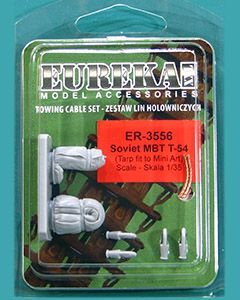 EUREKA!
MODEL ACCESSORIES
TOWING CABLE SET - ZESTAW LIN HOLOWNICZYCH
ER-3556
Soviet MBT T-54
(Tarp fit to Mini Art)
Scale - Skala 1/35